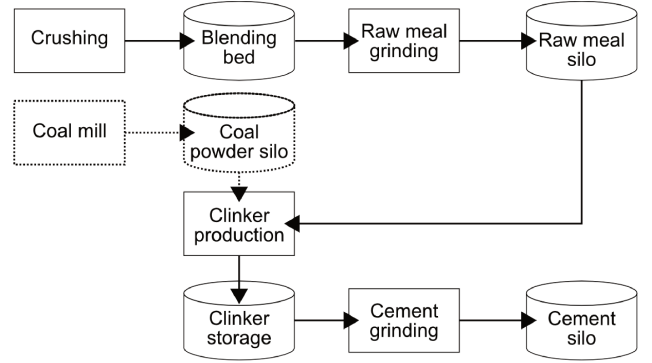 Crushing
Blending
bed
Raw meal
grinding
Raw meal
silo
Coal mill
Coal
powder silo
Clinker
production
Clinker
storage
Cement
grinding
Cement
silo